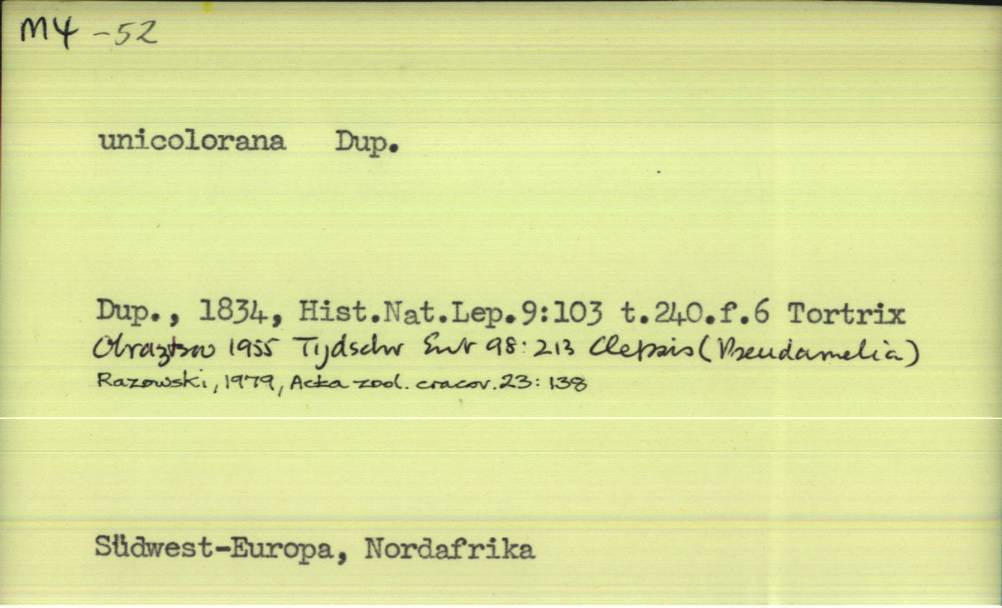 M4-52
unicolorana Dup.
Dup., 1834, Hist.Nat.Lep.9:103 t.240.f.6 Tortrix
Obraztsov 1955 Tijdschr Ent 98:213 Clepsis (Pseudamelia)
Razowski, 1979, Acta zool. cracov. 23:138
Südwest-Europa, Nordafrika